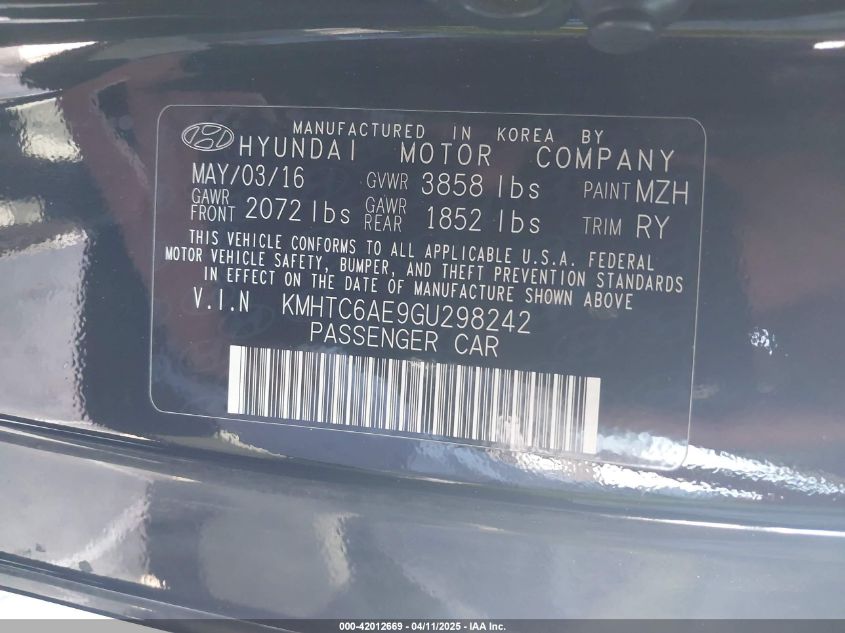 MANUFACTURED IN KOREA BY
HYUNDAI MOTOR COMPANY
MAY/03/16 GVWR 3858 lbs PAINT MZH
GAWR FRONT 2072 lbs GAWR REAR 1852 lbs TRIM RY
THIS VEHICLE CONFORMS TO ALL APPLICABLE U.S.A. FEDERAL
MOTOR VEHICLE SAFETY, BUMPER, AND THEFT PREVENTION STANDARDS
IN EFFECT ON THE DATE OF MANUFACTURE SHOWN ABOVE
V.I.N KMHTC6AE9GU298242
PASSENGER CAR
000-42012669 - 04/11/2025 - IAA Inc.